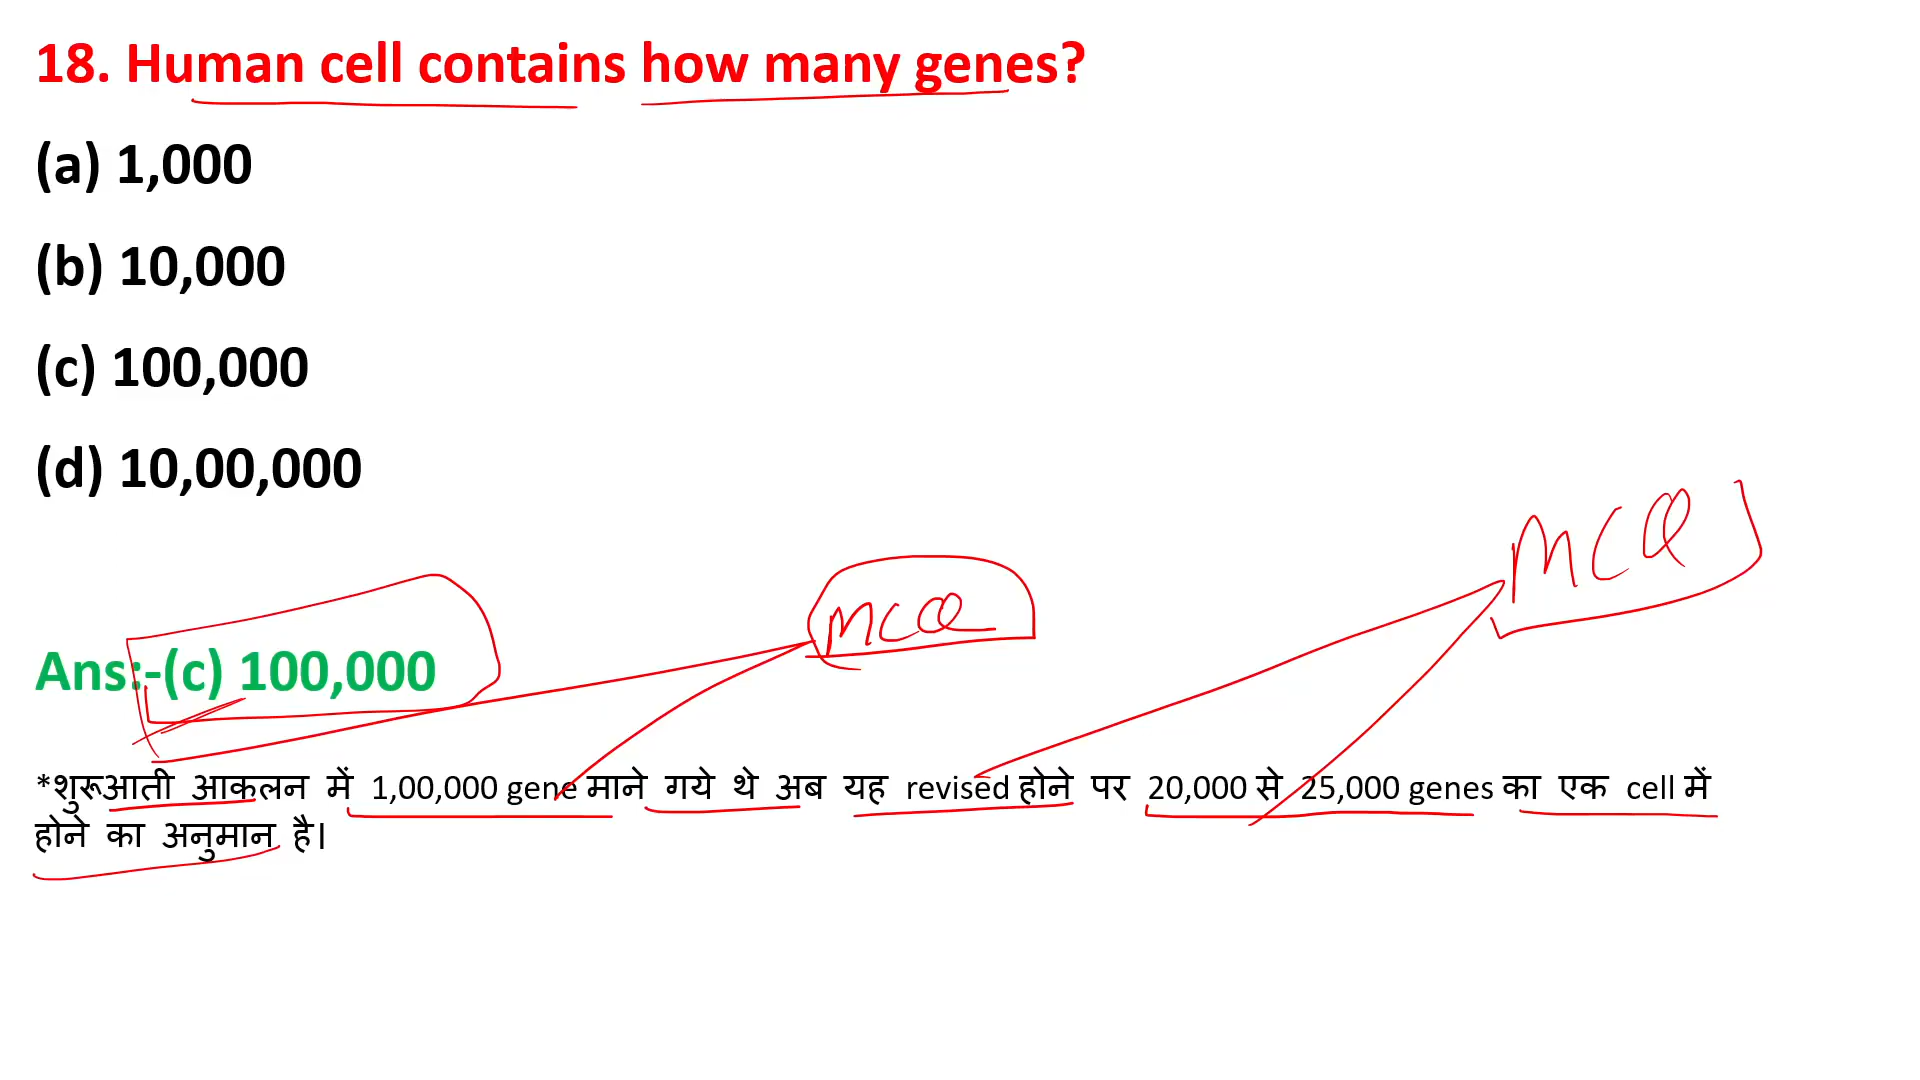 18. Human cell contains how many genes?
(a) 1,000
(b) 10,000
(c) 100,000
(d) 10,00,000
MCQ
MCQ
Ans:-(c) 100,000
*शुरूआती आकलन में 1,00,000 gene माने गये थे अब यह revised होने पर 20,000 से 25,000 genes का एक cell में
होने का अनुमान है।